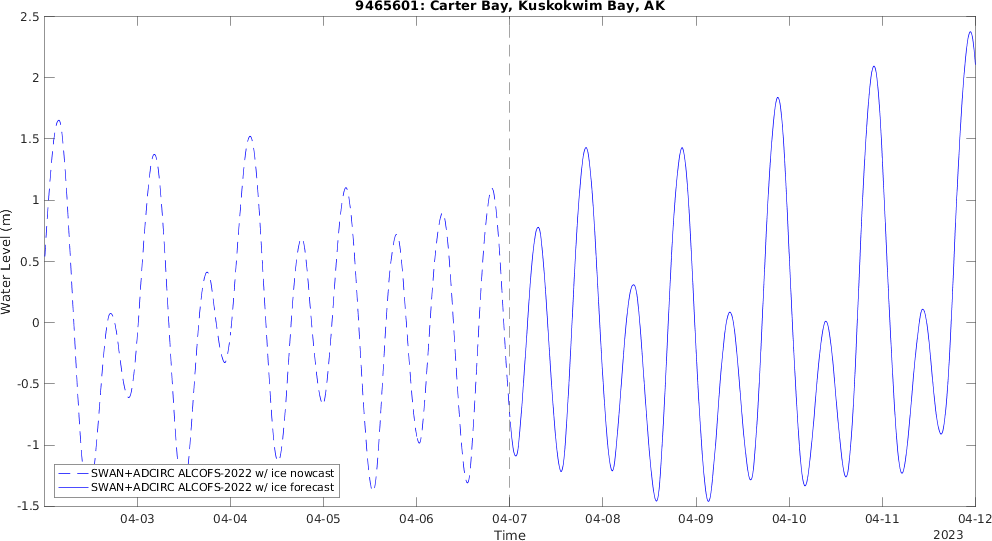 9465601: Carter Bay, Kuskokwim Bay, AK
2.5
2
1.5
1
0.5
0
-0.5
-1
-1.5
Water Level (m)
SWAN+ADCIRC ALCOFS-2022 w/ ice nowcast
SWAN+ADCIRC ALCOFS-2022 w/ ice forecast
04-03 04-04 04-05 04-06 04-07 04-08 04-09 04-10 04-11 04-12
Time
2023